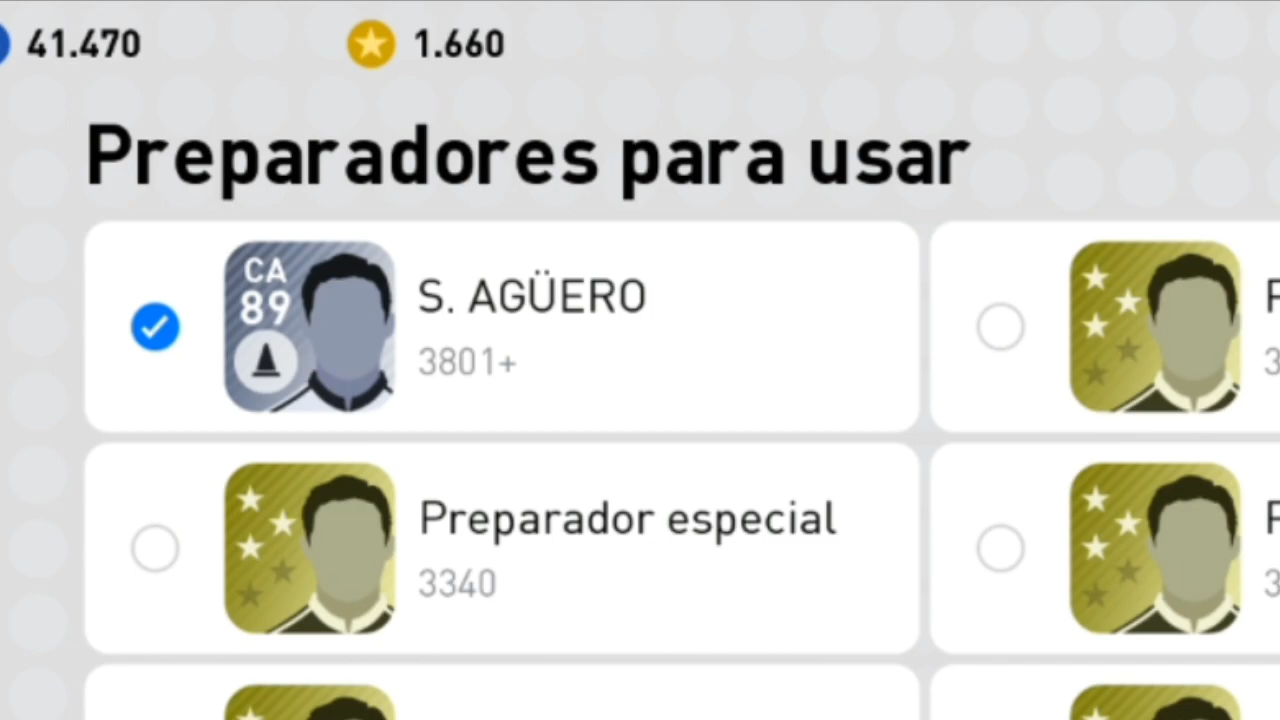 41.470
1.660
Preparadores para usar
CA
89
S. AGÜERO
3801+
Preparador especial
3340